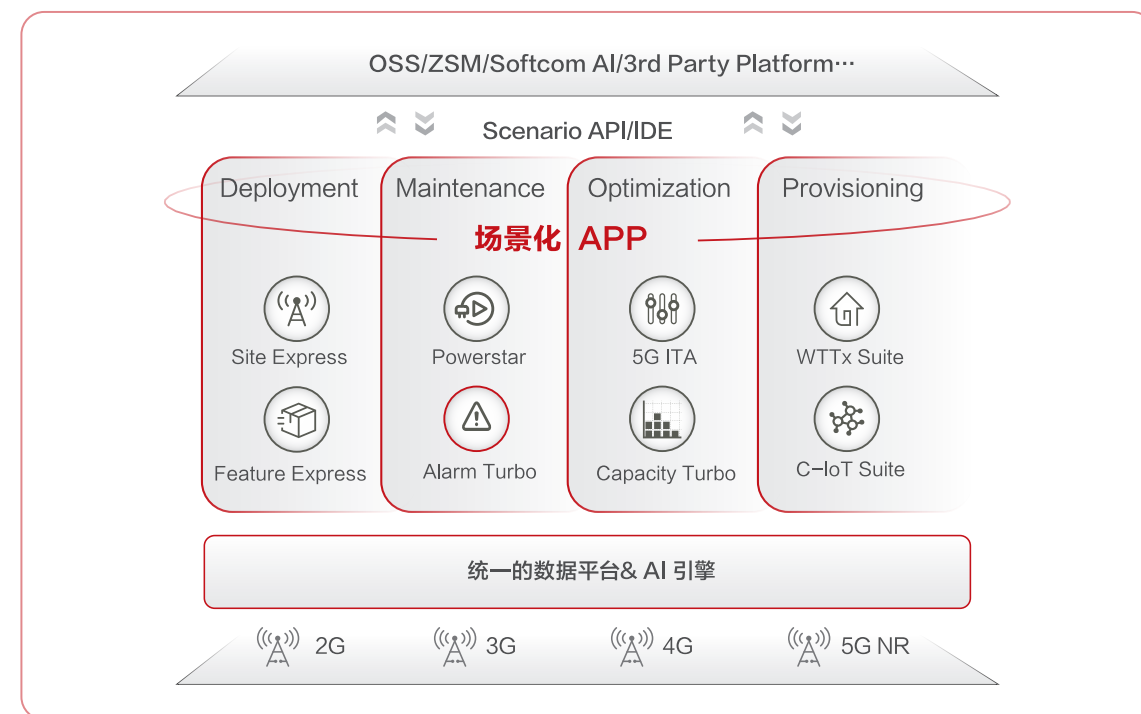 OSS/ZSM/Softcom AI/3rd Party Platform···
Scenario API/IDE
Deployment
Maintenance
Optimization
Provisioning
场景化 APP
Site Express
Powerstar
5G ITA
WTTx Suite
Feature Express
Alarm Turbo
Capacity Turbo
C-IoT Suite
统一的数据平台& AI 引擎
2G
3G
4G
5G NR